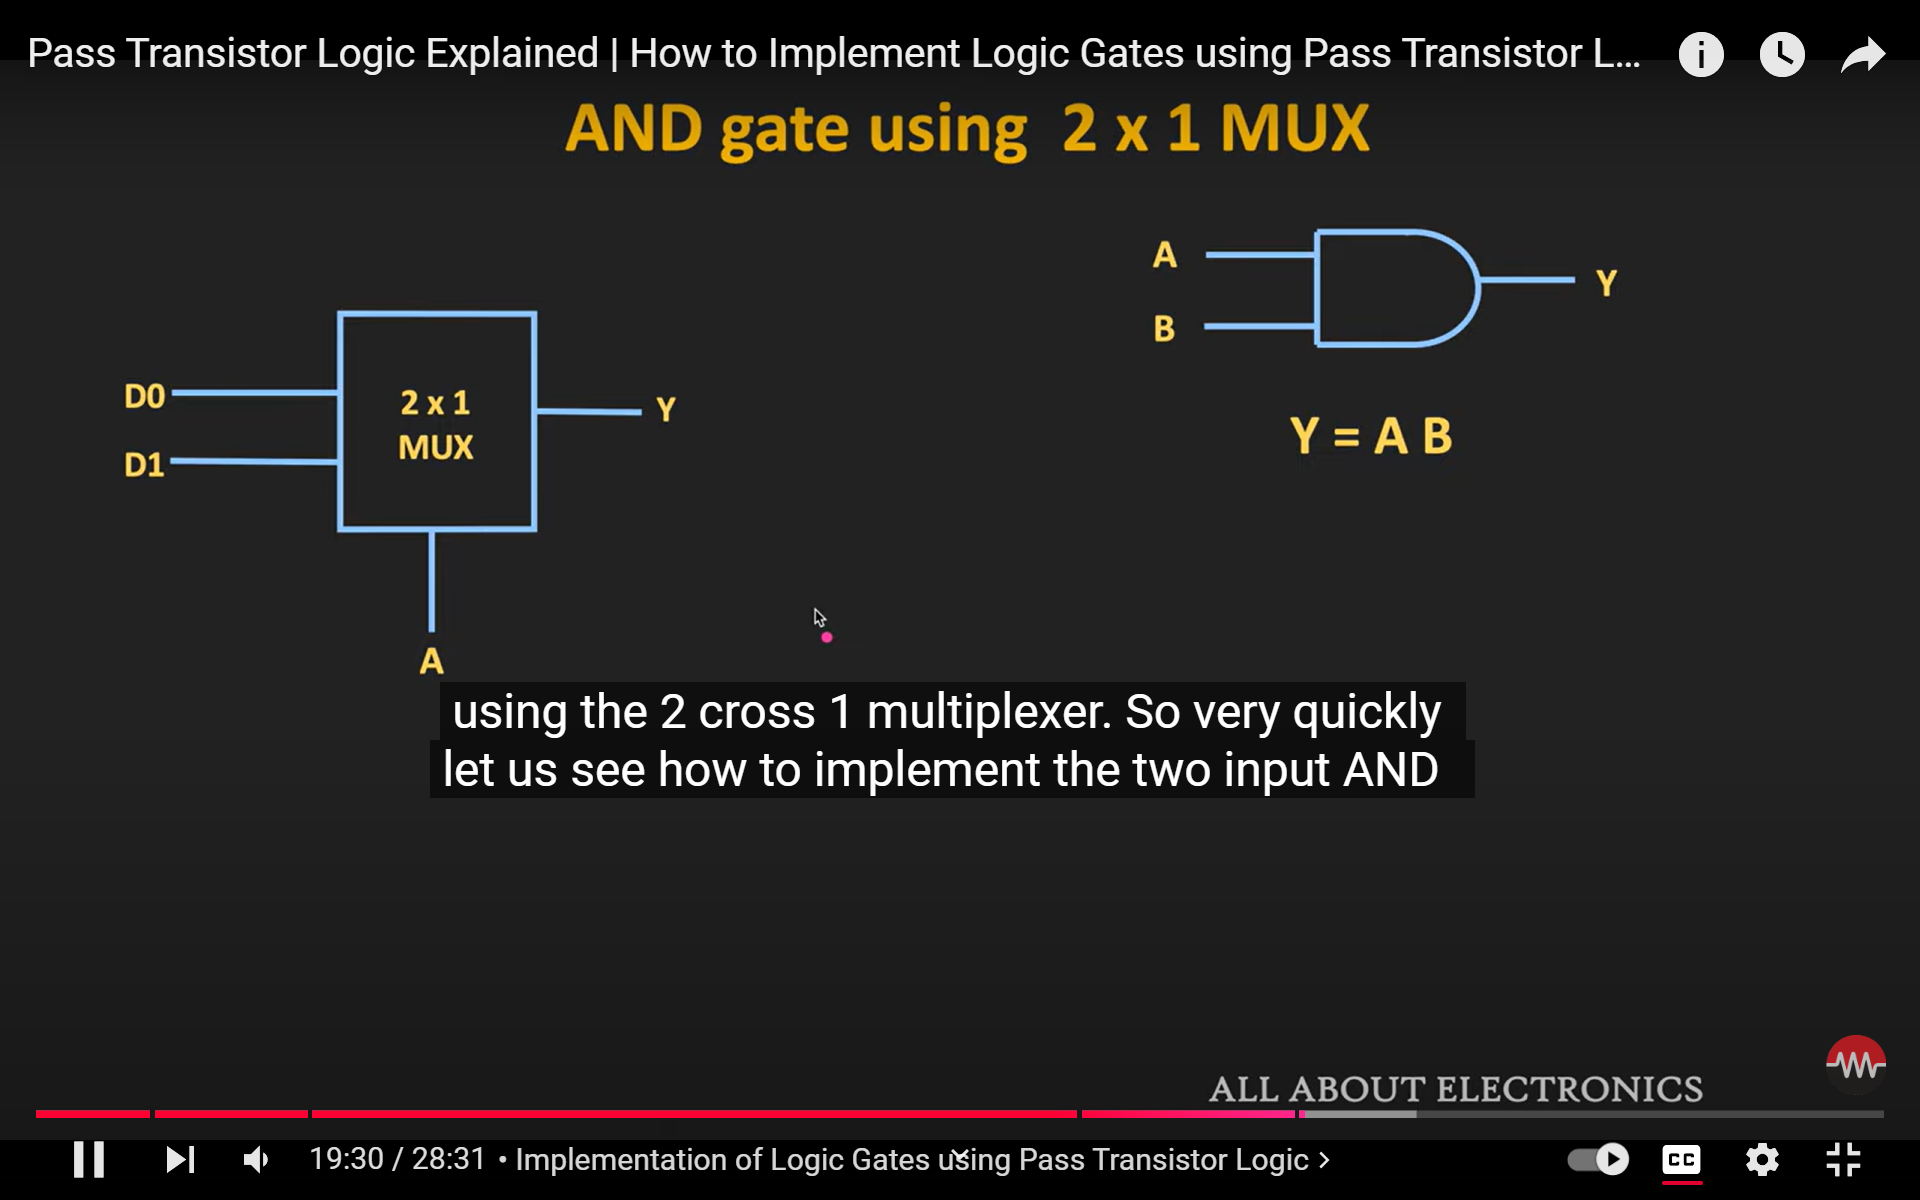 Pass Transistor Logic Explained | How to Implement Logic Gates using Pass Transistor L...
AND gate using 2 x 1 MUX
D0
D1
2 x 1
MUX
Y
A
A
B
Y
Y = A B
using the 2 cross 1 multiplexer. So very quickly
let us see how to implement the two input AND
ALL ABOUT ELECTRONICS
19:30 / 28:31 • Implementation of Logic Gates using Pass Transistor Logic >
CC